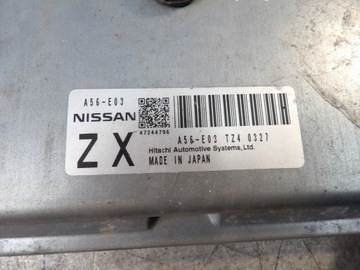 A56-E03
NISSAN
47244796
ZX
A56-E03 TZ4 0327
Hitachi Automotive Systems, Ltd.
MADE IN JAPAN